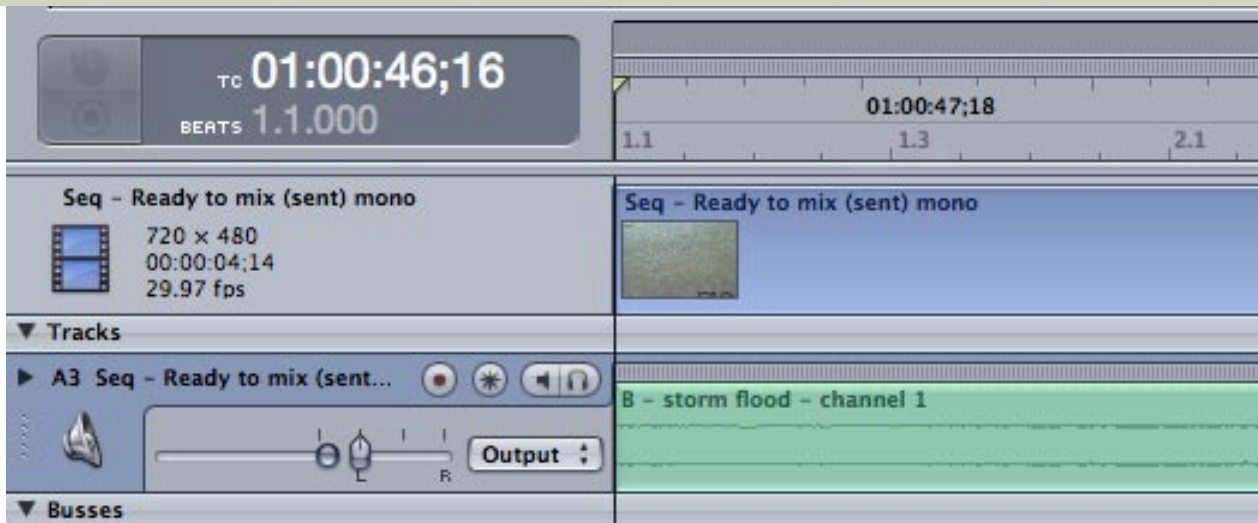 TC 01:00:46;16
BEATS 1.1.000
01:00:47;18
1.1 1.3 2.1
Seq - Ready to mix (sent) mono
720 × 480
00:00:04;14
29.97 fps
Seq - Ready to mix (sent) mono
Tracks
A3 Seq - Ready to mix (sent...
L R
Output
B - storm flood - channel 1
Busses